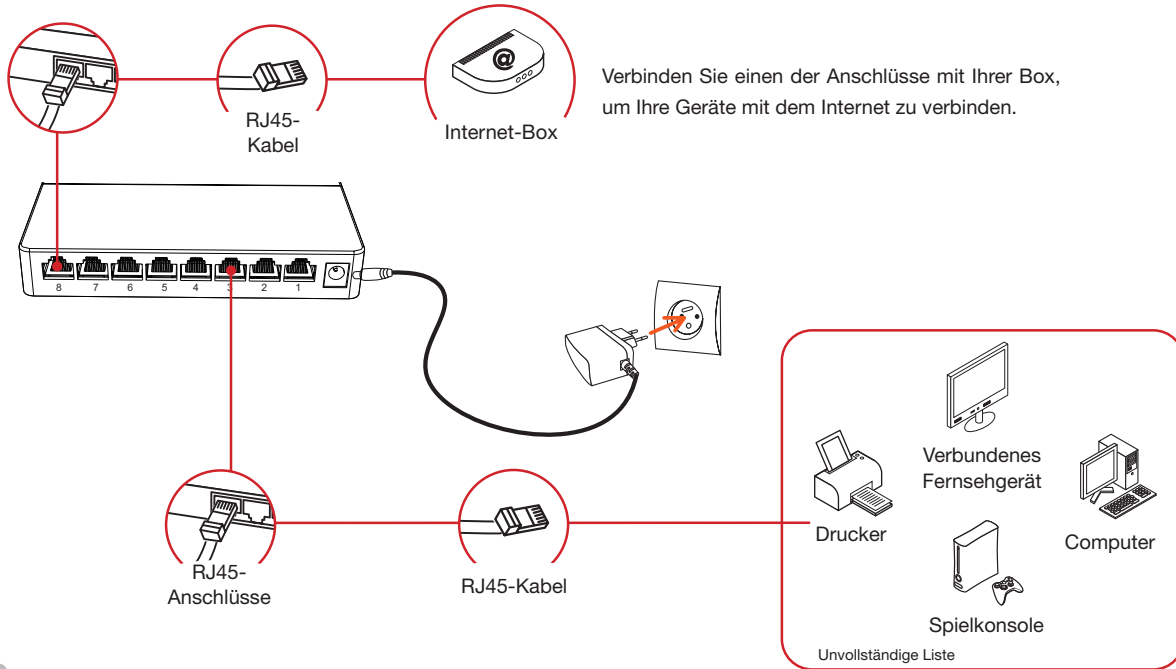 @
RJ45-
Kabel
Internet-Box
Verbinden Sie einen der Anschlüsse mit Ihrer Box,
um Ihre Geräte mit dem Internet zu verbinden.
8 7 6 5 4 3 2 1
RJ45-
Anschlüsse
RJ45-Kabel
Verbundenes
Fernsehgerät
Drucker
Computer
Spielkonsole
Unvollständige Liste